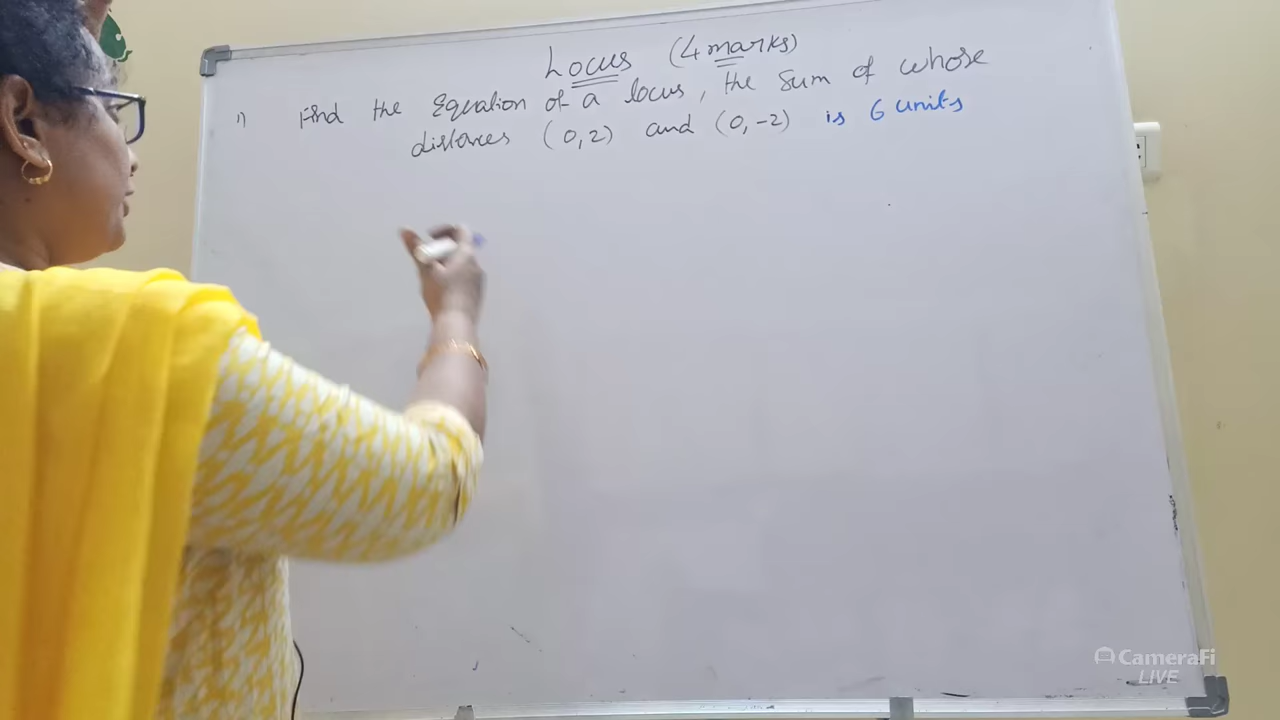 Locus (4 marks)
1) Find the Equation of a locus, the Sum of whose
distances (0,2) and (0,-2) is 6 units
CameraFi
LIVE